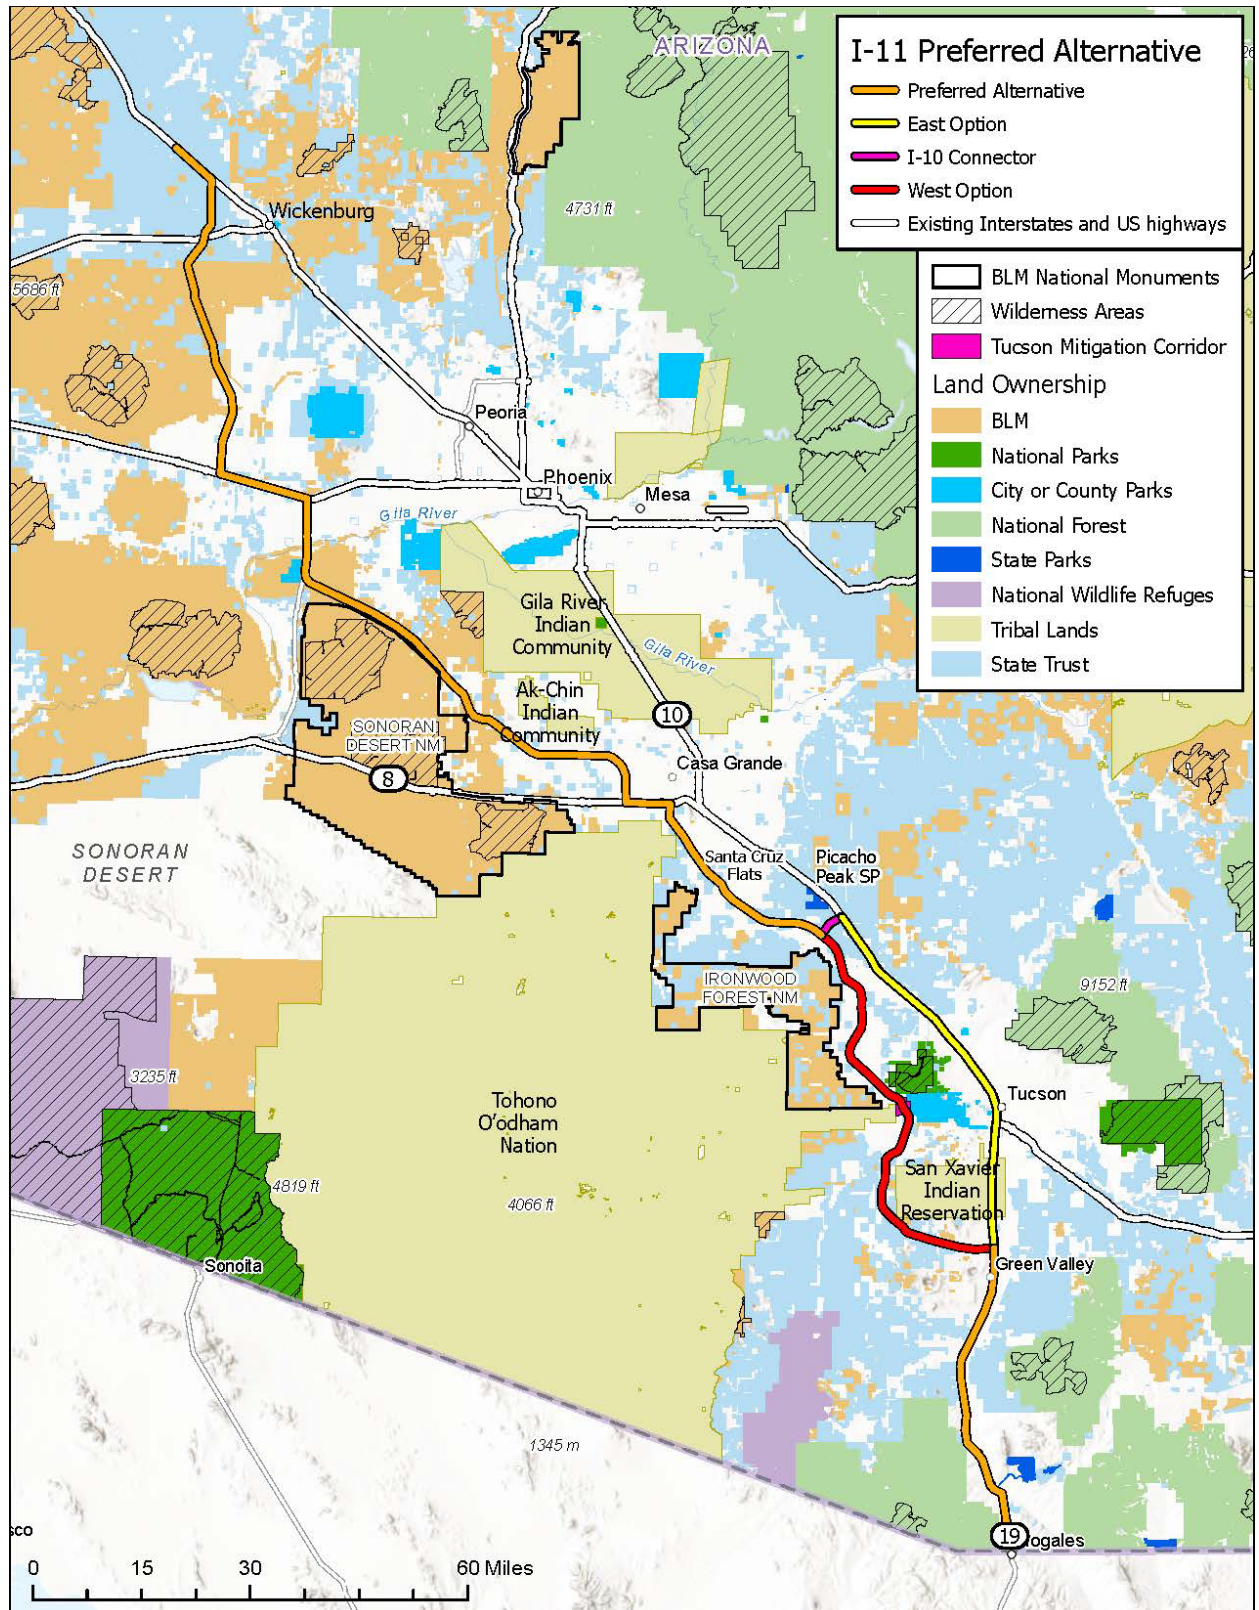 ARIZONA
I-11 Preferred Alternative
Preferred Alternative
East Option
I-10 Connector
West Option
Existing Interstates and US highways
BLM National Monuments
Wilderness Areas
Tucson Mitigation Corridor
Land Ownership
BLM
National Parks
City or County Parks
National Forest
State Parks
National Wildlife Refuges
Tribal Lands
State Trust
Wickenburg
4731 ft
5686 ft
Peoria
Phoenix
Mesa
Gila River
Gila River
Indian
Community
Gila River
Ak-Chin
Indian
Community
10
SONORAN
DESERT NM
8
Casa Grande
SONORAN
DESERT
Santa Cruz
Flats
Picacho
Peak SP
IRONWOOD
FOREST NM
9152 ft
3235 ft
Tohono
O'odham
Nation
Tucson
4819 ft
4066 ft
San Xavier
Indian
Reservation
Sonoita
Green Valley
1345 m
19
ogales
sco
0 15 30 60 Miles